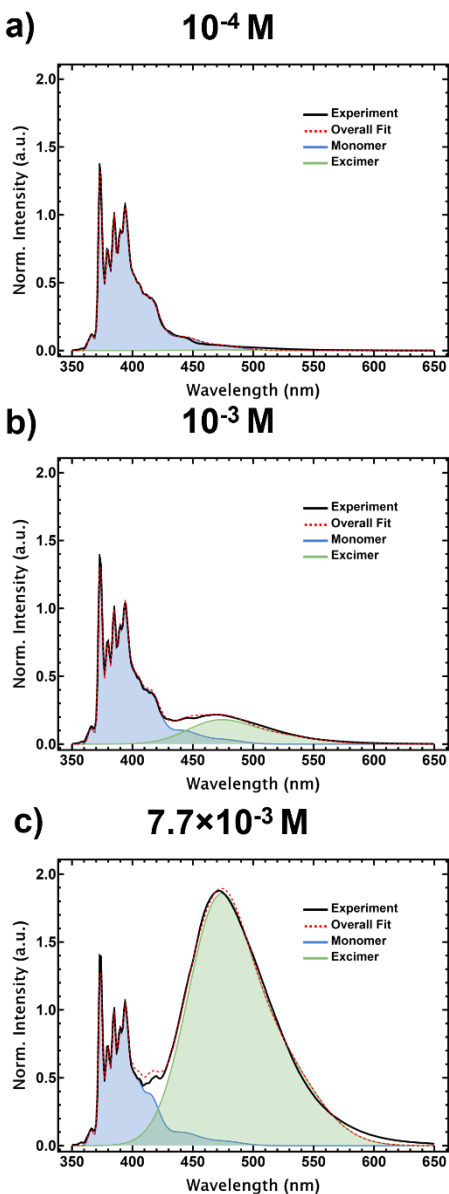 a) 10⁻⁴ M
2.0
1.5
1.0
0.5
0.0
Norm. Intensity (a.u.)
Experiment
Overall Fit
Monomer
Excimer
350 400 450 500 550 600 650
Wavelength (nm)
b) 10⁻³ M
2.0
1.5
1.0
0.5
0.0
Norm. Intensity (a.u.)
Experiment
Overall Fit
Monomer
Excimer
350 400 450 500 550 600 650
Wavelength (nm)
c) 7.7×10⁻³ M
2.0
1.5
1.0
0.5
0.0
Norm. Intensity (a.u.)
Experiment
Overall Fit
Monomer
Excimer
350 400 450 500 550 600 650
Wavelength (nm)